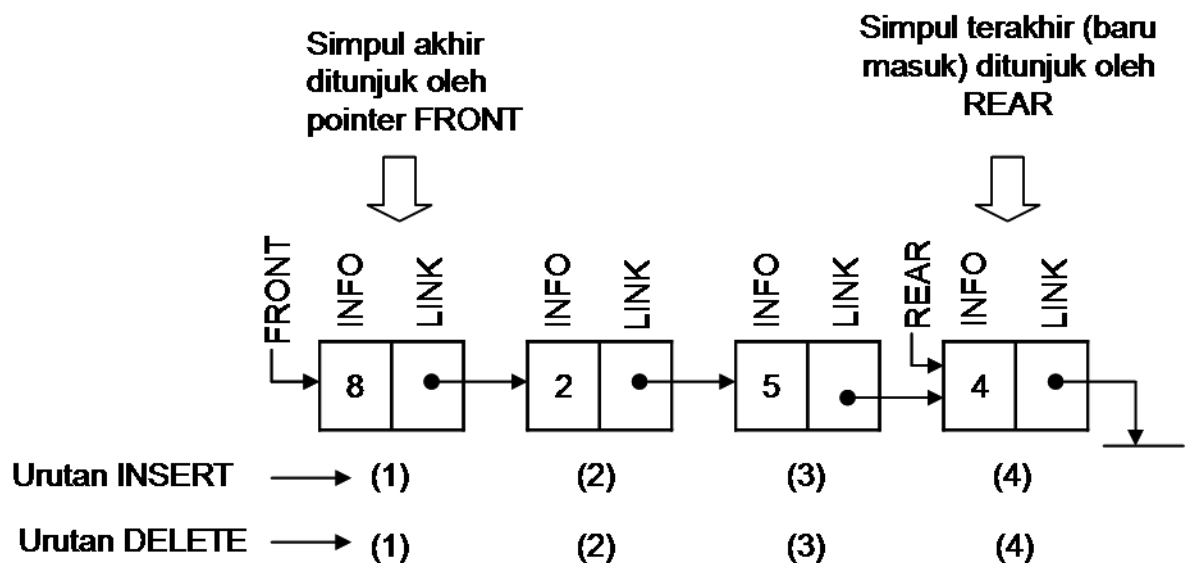 Simpul akhir
ditunjuk oleh
pointer FRONT
Simpul terakhir (baru
masuk) ditunjuk oleh
REAR
FRONT INFO LINK INFO LINK INFO LINK REAR INFO LINK
8 2 5 4
Urutan INSERT (1) (2) (3) (4)
Urutan DELETE (1) (2) (3) (4)